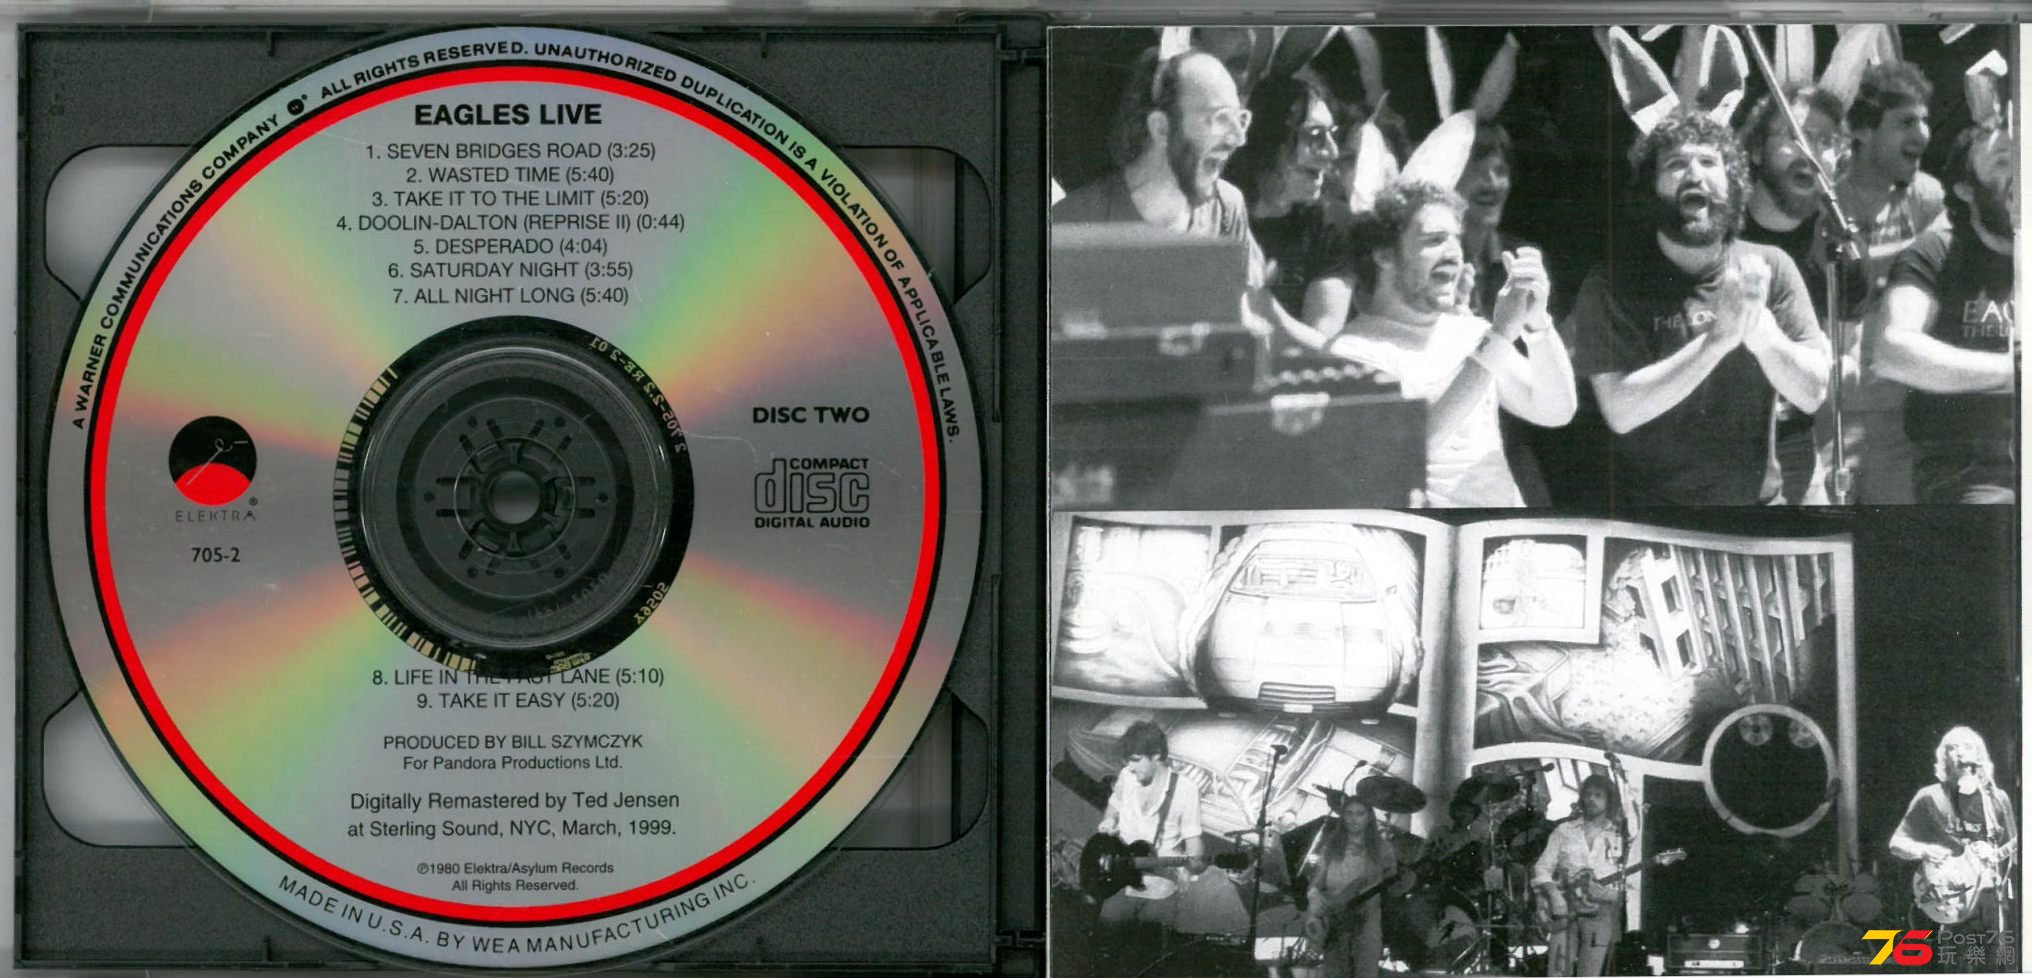 A WARNER COMMUNICATIONS COMPANY ALL RIGHTS RESERVED. UNAUTHORIZED DUPLICATION IS A VIOLATION OF APPLICABLE LAWS.
EAGLES LIVE
1. SEVEN BRIDGES ROAD (3:25)
2. WASTED TIME (5:40)
3. TAKE IT TO THE LIMIT (5:20)
4. DOOLIN-DALTON (REPRISE II) (0:44)
5. DESPERADO (4:04)
6. SATURDAY NIGHT (3:55)
7. ALL NIGHT LONG (5:40)
ELEKTRA®
705-2
DISC TWO
COMPACT
disc
DIGITAL AUDIO
8. LIFE IN THE FAST LANE (5:10)
9. TAKE IT EASY (5:20)
PRODUCED BY BILL SZYMCZYK
For Pandora Productions Ltd.
Digitally Remastered by Ted Jensen
at Sterling Sound, NYC, March, 1999.
℗1980 Elektra/Asylum Records
All Rights Reserved.
MADE IN U.S.A. BY WEA MANUFACTURING INC.
76 Post76
玩樂網